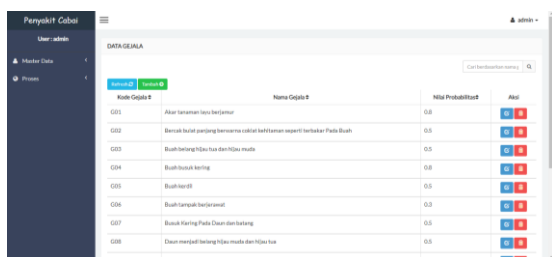 Penyakit Cabai
admin
User : admin
DATA GEJALA
Master Data
Cari berdasarkan nama
Proses
Refresh Tambah
Kode Gejala Nama Gejala Nilai Probabilitas Aksi
G01 Akar tanaman layu berjamur 0.8
G02 Bercak bulat panjang berwarna coklat kehitaman seperti terbakar Pada Buah 0.5
G03 Buah belang hijau tua dan hijau muda 0.5
G04 Buah busuk kering 0.8
G05 Buah kerdil 0.5
G06 Buah tampak berjerawat 0.3
G07 Busuk Kering Pada Daun dan batang 0.5
G08 Daun menjadi belang hijau muda dan hijau tua 0.5